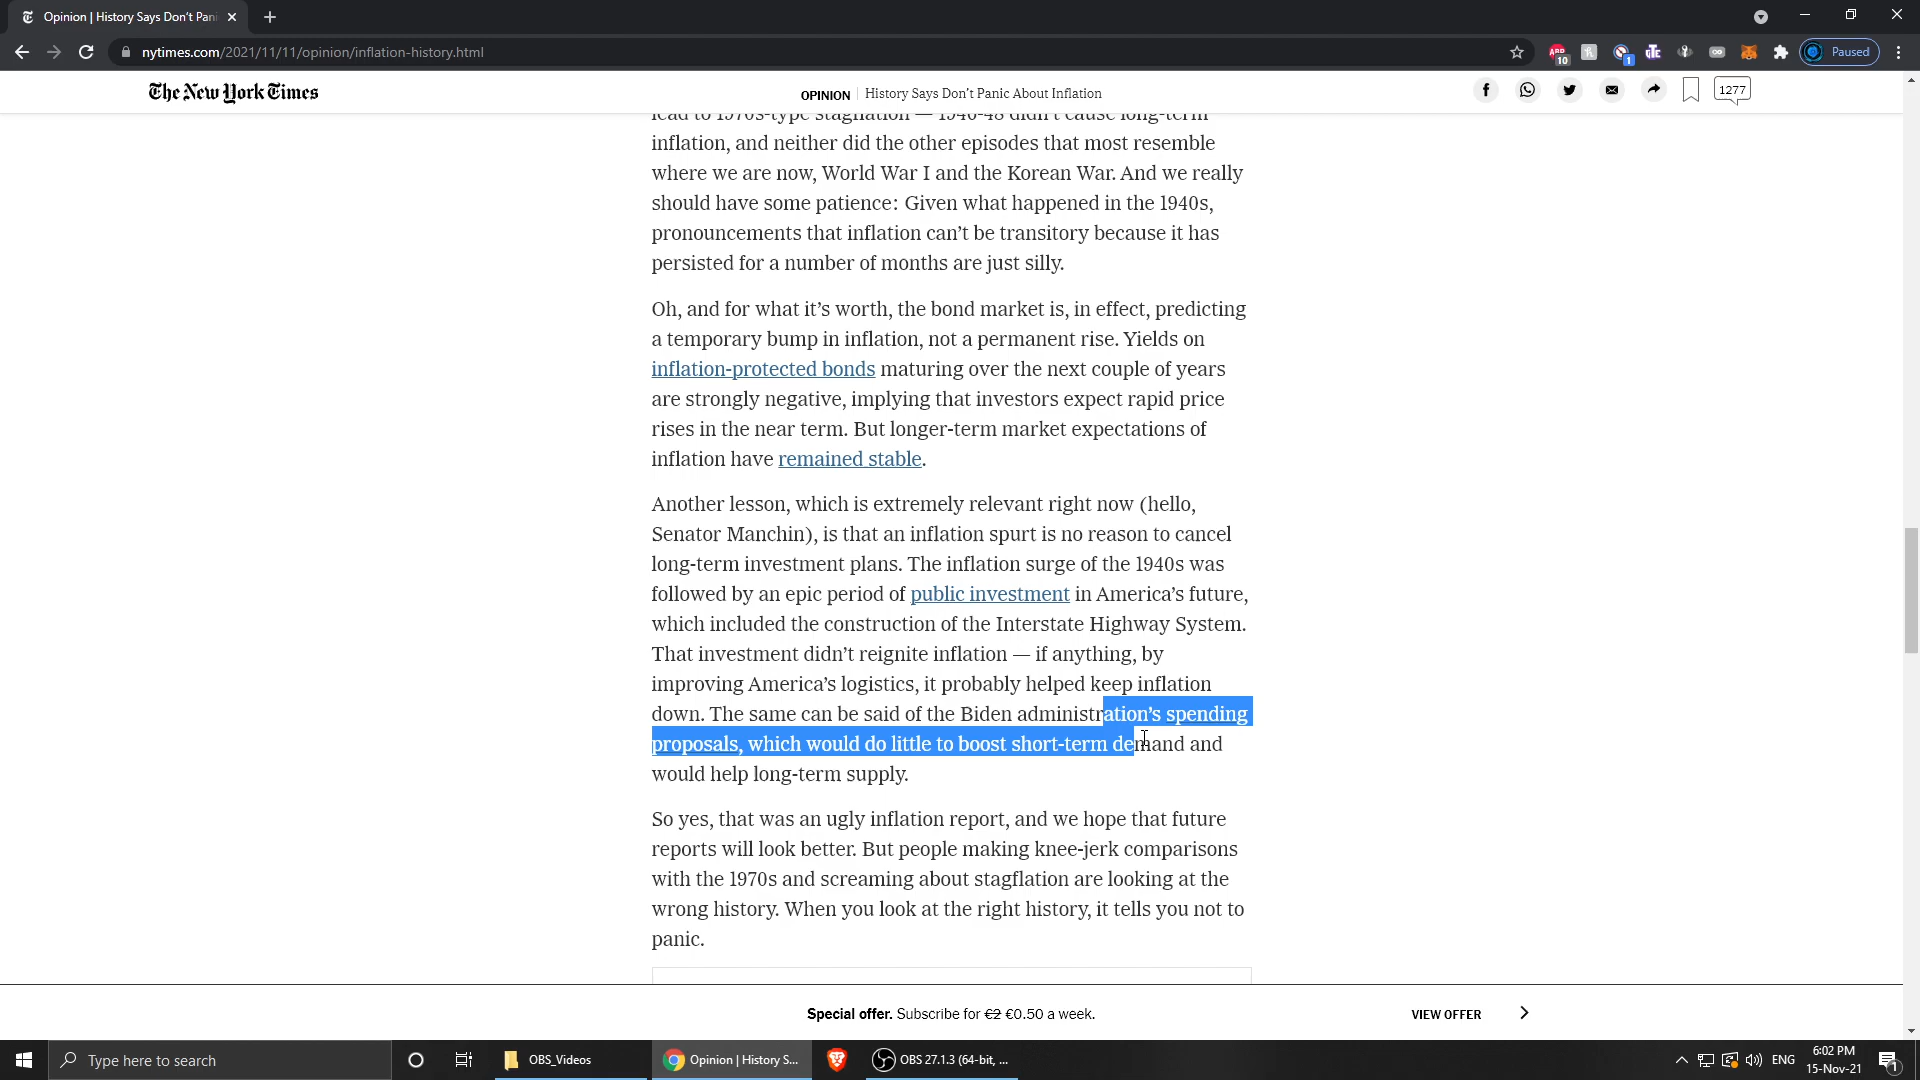 Opinion | History Says Don't Pani
nytimes.com/2021/11/11/opinion/inflation-history.html
ABP
10
1
Paused
The New York Times
OPINION
History Says Don't Panic About Inflation
1277
lead to 1970s-type stagflation — 1946-48 didn't cause long-term
inflation, and neither did the other episodes that most resemble
where we are now, World War I and the Korean War. And we really
should have some patience: Given what happened in the 1940s,
pronouncements that inflation can't be transitory because it has
persisted for a number of months are just silly.
Oh, and for what it's worth, the bond market is, in effect, predicting
a temporary bump in inflation, not a permanent rise. Yields on
inflation-protected bonds maturing over the next couple of years
are strongly negative, implying that investors expect rapid price
rises in the near term. But longer-term market expectations of
inflation have remained stable.
Another lesson, which is extremely relevant right now (hello,
Senator Manchin), is that an inflation spurt is no reason to cancel
long-term investment plans. The inflation surge of the 1940s was
followed by an epic period of public investment in America's future,
which included the construction of the Interstate Highway System.
That investment didn't reignite inflation — if anything, by
improving America's logistics, it probably helped keep inflation
down. The same can be said of the Biden administration's spending
proposals, which would do little to boost short-term demand and
would help long-term supply.
So yes, that was an ugly inflation report, and we hope that future
reports will look better. But people making knee-jerk comparisons
with the 1970s and screaming about stagflation are looking at the
wrong history. When you look at the right history, it tells you not to
panic.
Special offer. Subscribe for €2 €0.50 a week.
VIEW OFFER
Type here to search
OBS_Videos
Opinion | History S...
OBS 27.1.3 (64-bit, ...
ENG
6:02 PM
15-Nov-21
1